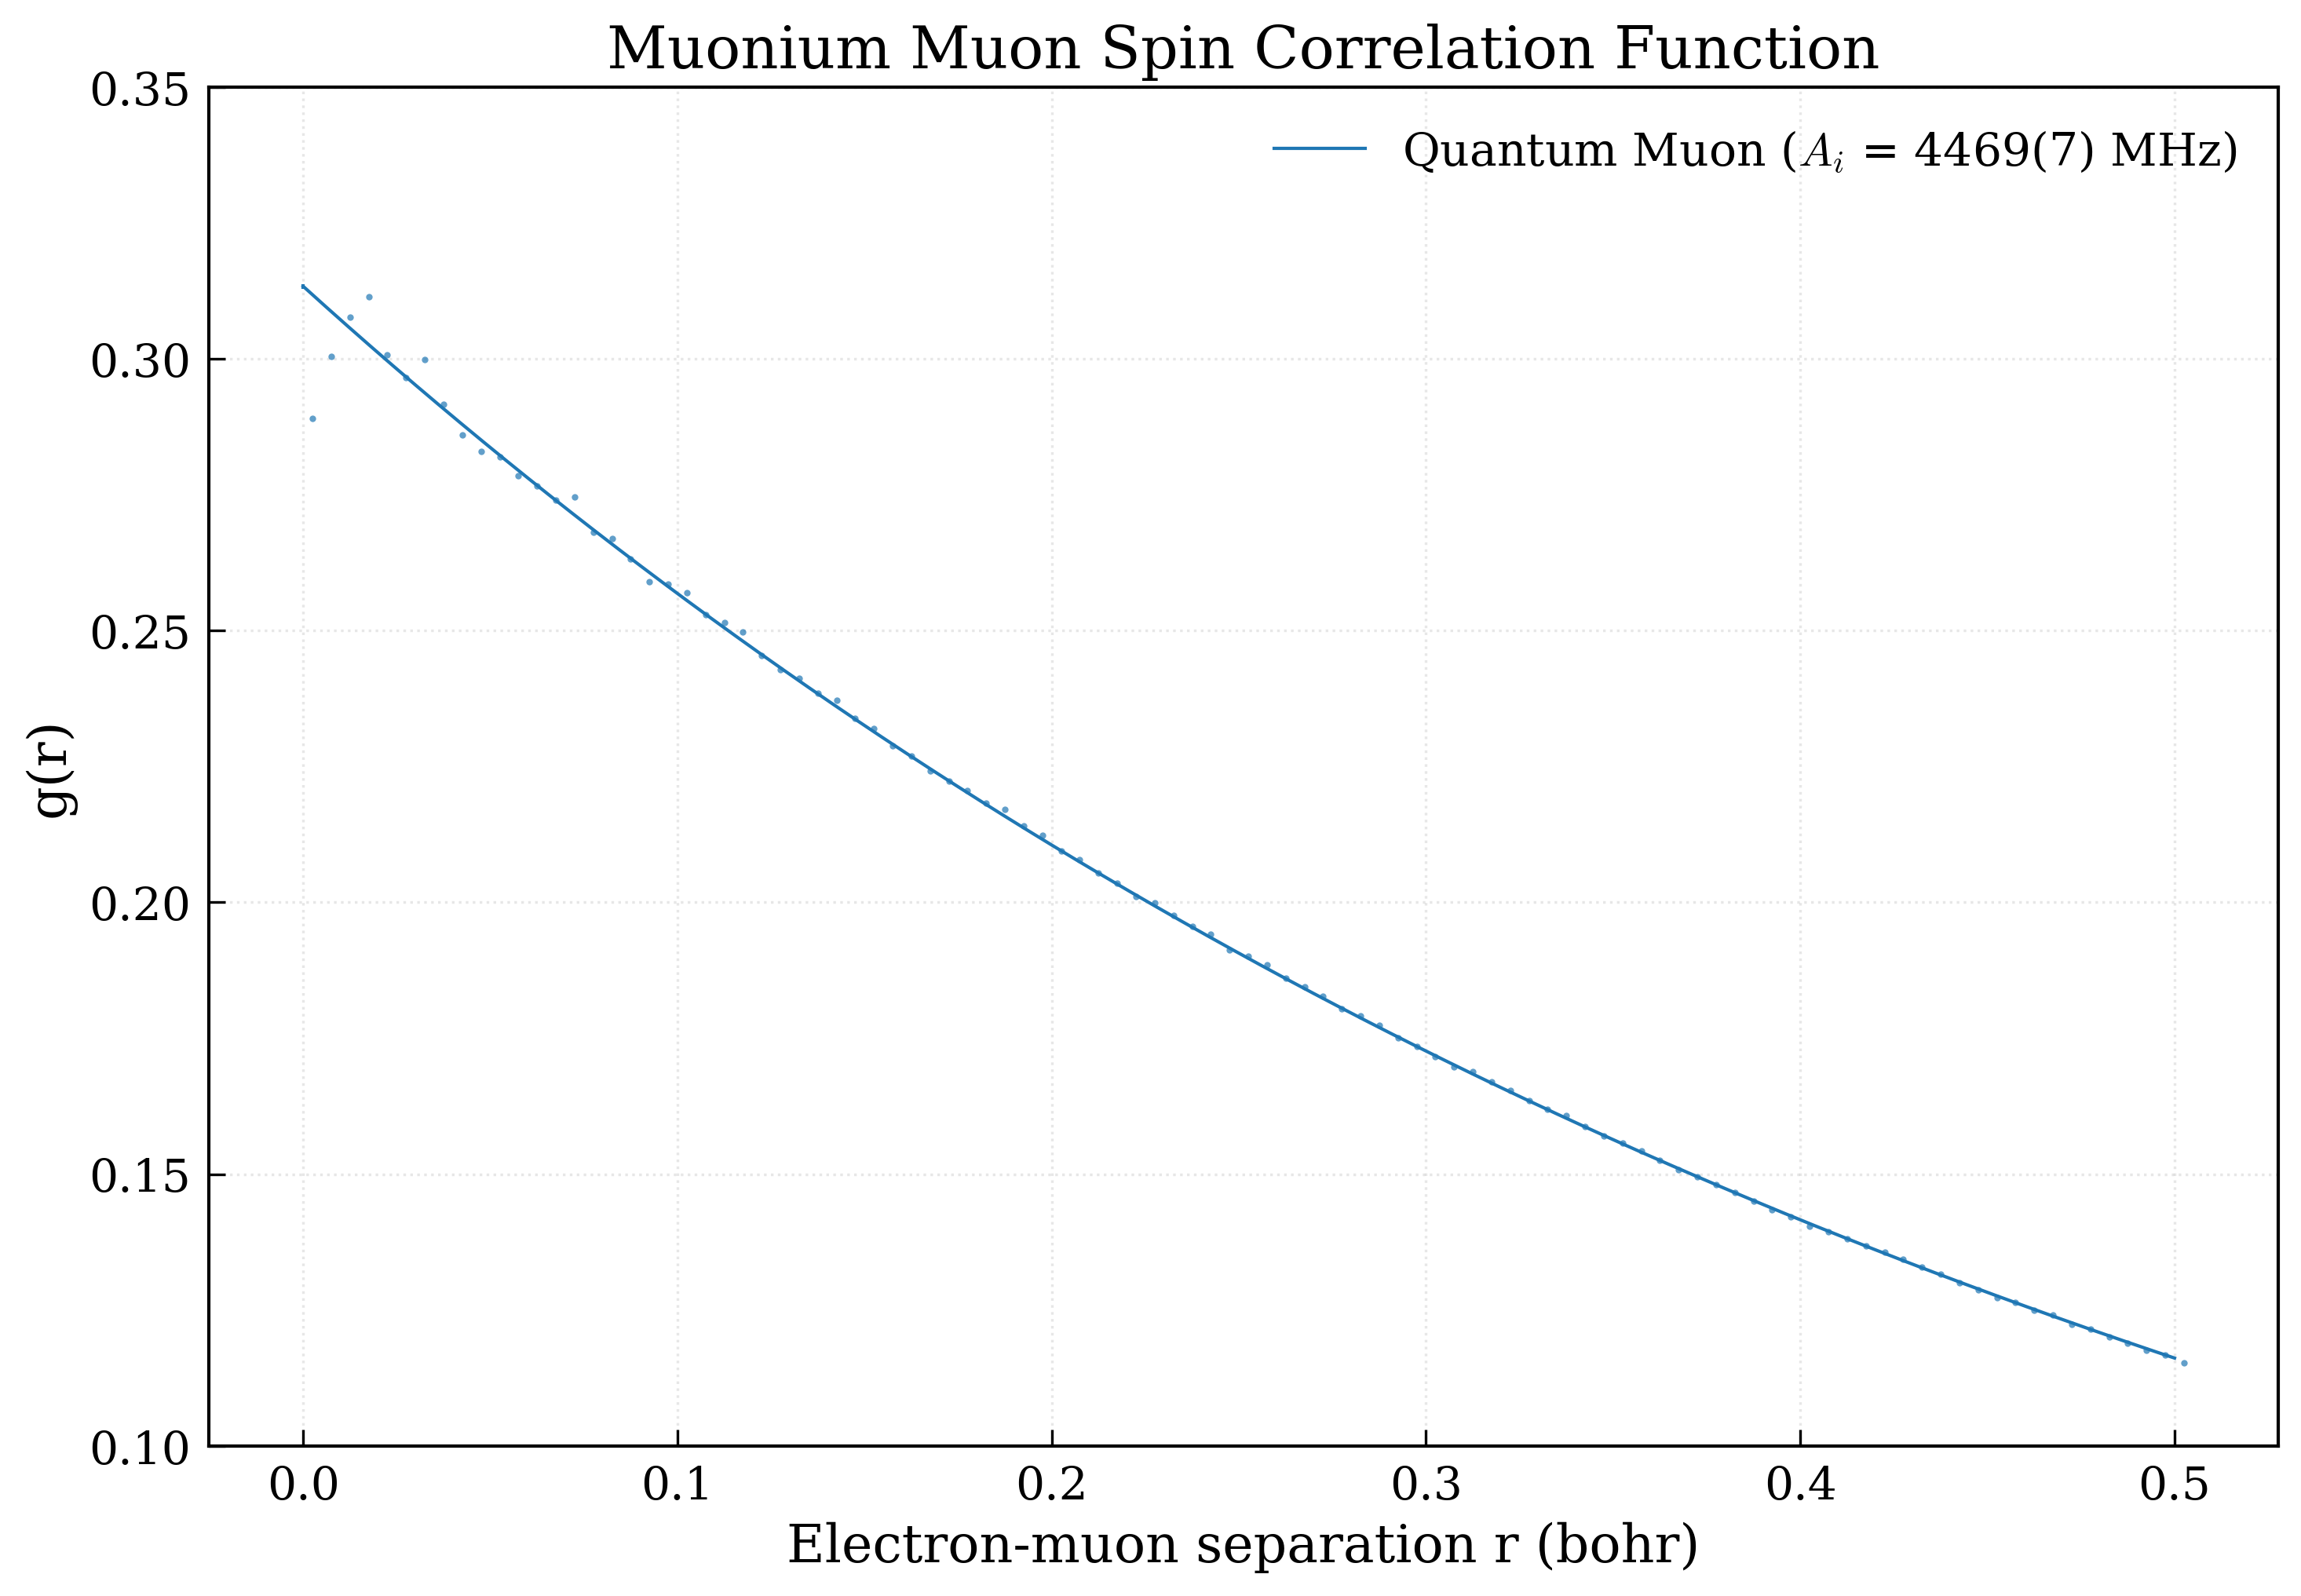 Muonium Muon Spin Correlation Function
Quantum Muon (Aᵢ = 4469(7) MHz)
g(r)
0.35
0.30
0.25
0.20
0.15
0.10
0.0 0.1 0.2 0.3 0.4 0.5
Electron-muon separation r (bohr)